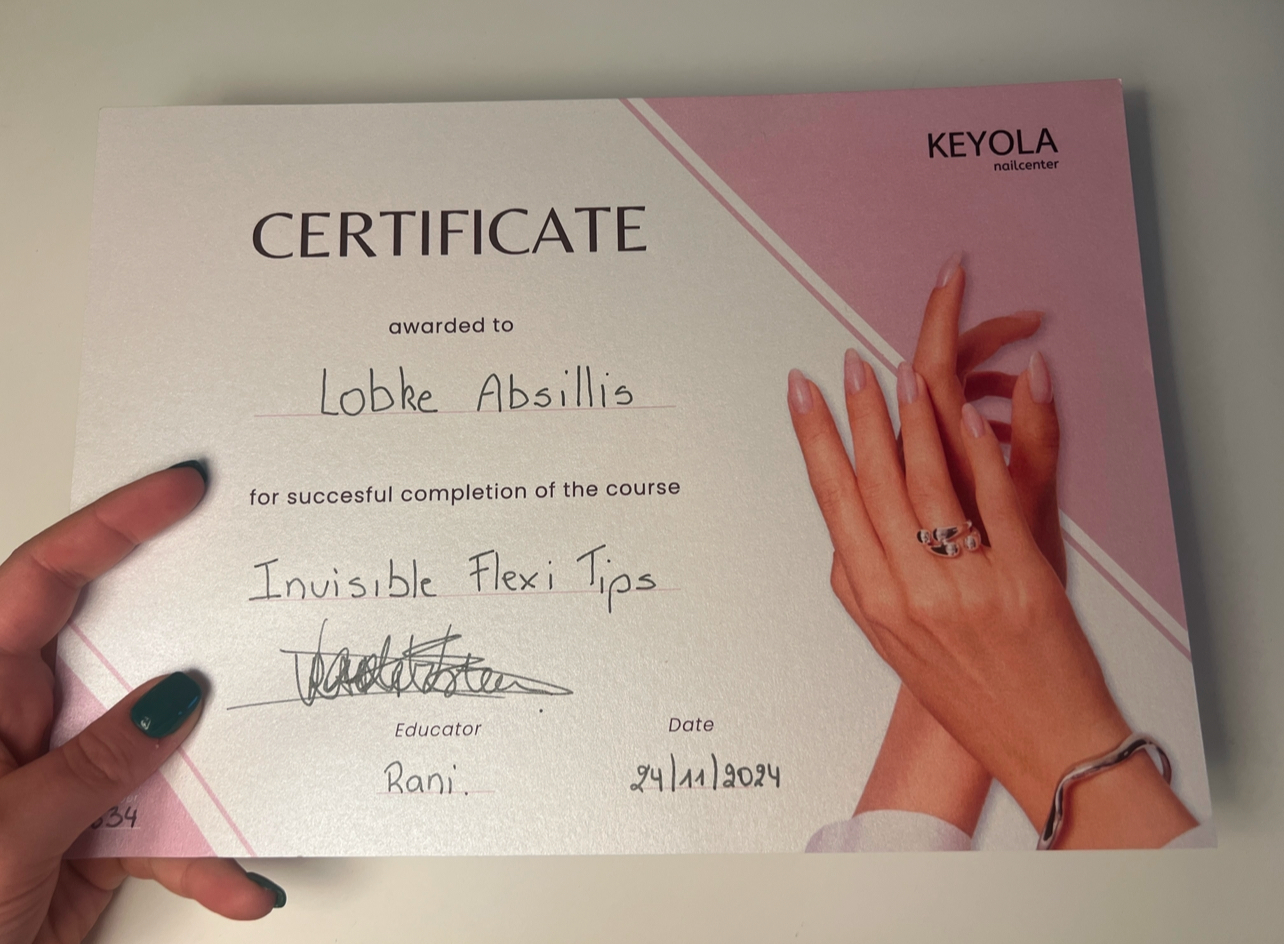 KEYOLA
nailcenter
CERTIFICATE
awarded to
Lobke Absillis
for succesful completion of the course
Invisible Flexi Tips
Educator
Date
Rani.
24/11/2024
34